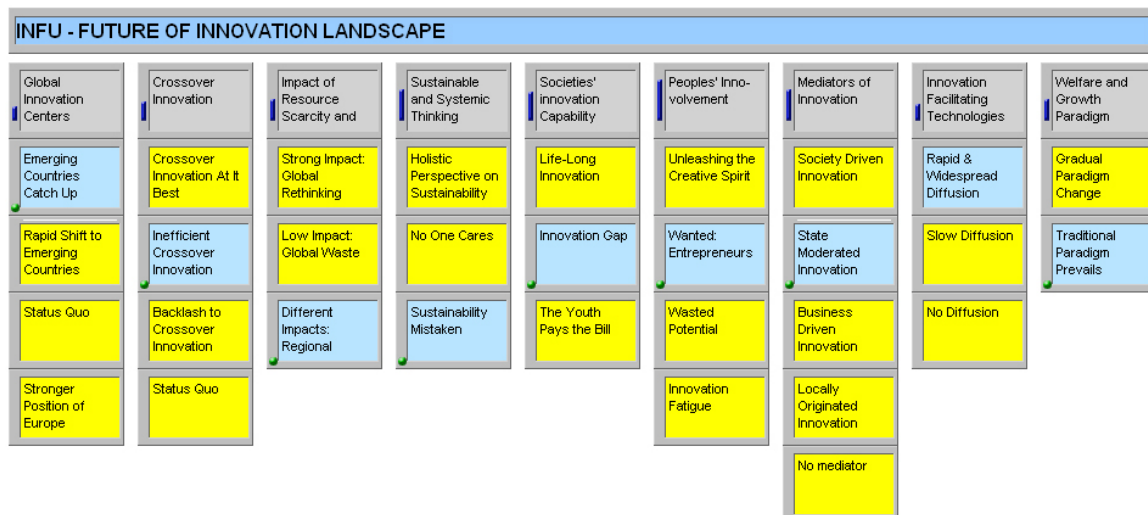 INFU - FUTURE OF INNOVATION LANDSCAPE
Global
Innovation
Centers
Emerging
Countries
Catch Up
Rapid Shift to
Emerging
Countries
Status Quo
Stronger
Position of
Europe
Crossover
Innovation
Crossover
Innovation At It
Best
Inefficient
Crossover
Innovation
Backlash to
Crossover
Innovation
Status Quo
Impact of
Resource
Scarcity and
Strong Impact:
Global
Rethinking
Low Impact:
Global Waste
Different
Impacts:
Regional
Sustainable
and Systemic
Thinking
Holistic
Perspective on
Sustainability
No One Cares
Sustainability
Mistaken
Societies'
innovation
Capability
Life-Long
Innovation
Innovation Gap
The Youth
Pays the Bill
Peoples' Inno-
volvement
Unleashing the
Creative Spirit
Wanted:
Entrepreneurs
Wasted
Potential
Innovation
Fatigue
Mediators of
Innovation
Society Driven
Innovation
State
Moderated
Innovation
Business
Driven
Innovation
Locally
Originated
Innovation
No mediator
Innovation
Facilitating
Technologies
Rapid &
Widespread
Diffusion
Slow Diffusion
No Diffusion
Welfare and
Growth
Paradigm
Gradual
Paradigm
Change
Traditional
Paradigm
Prevails